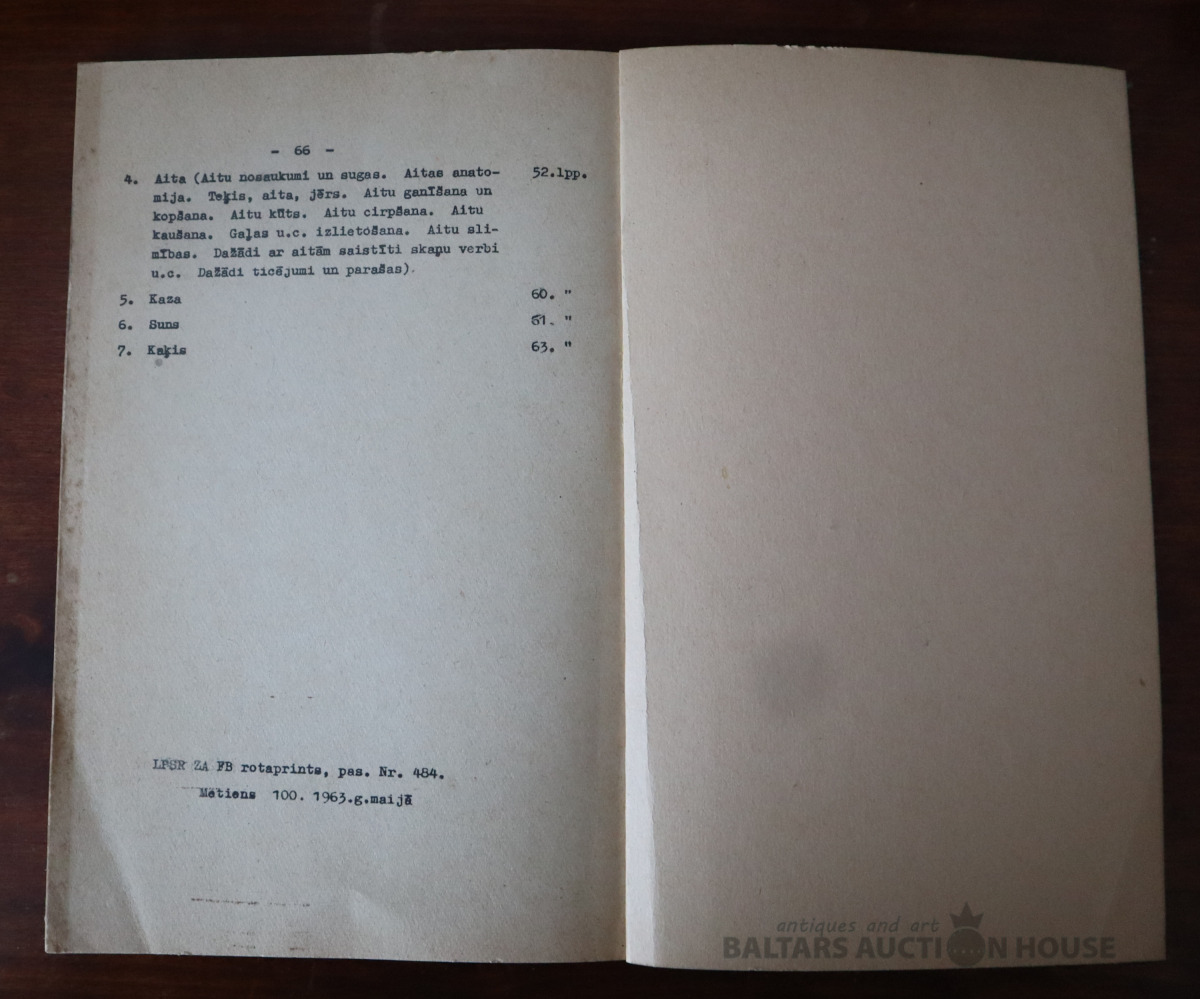 - 66 -
4. Aita (Aitu nosaukumi un sugas. Aitas anato- 52.lpp.
mija. Teķis, aita, jērs. Aitu ganīšana un
kopšana. Aitu kūts. Aitu cirpšana. Aitu
kaušana. Gaļas u.c. izlietošana. Aitu sli-
mības. Dažādi ar aitām saistīti skaņu verbi
u.c. Dažādi ticējumi un parašas).
5. Kaza 60. "
6. Suns 61. "
7. Kaķis 63. "
LPSR ZA FB rotaprints, pas. Nr. 484.
Metiens 100. 1963.g.maijā
antiques and art
BALTARS AUCTION HOUSE